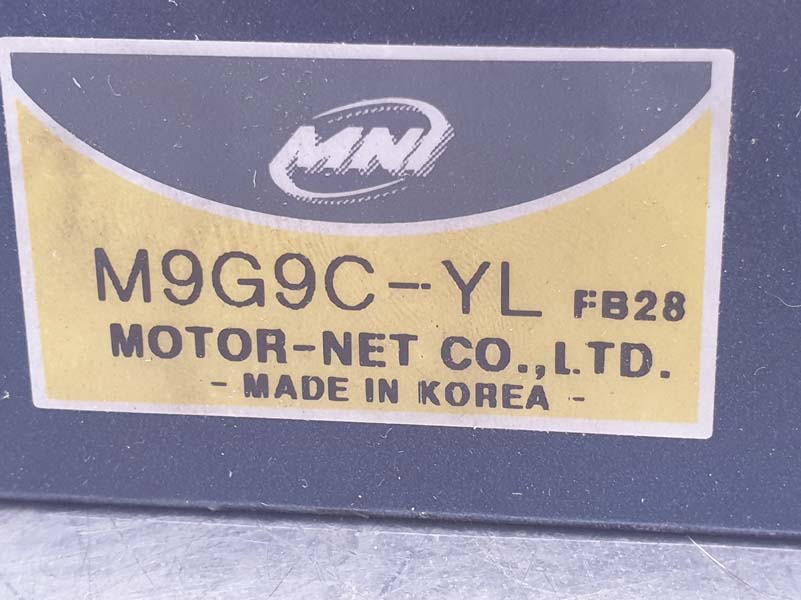 MNI
M9G9C-YL FB28
MOTOR-NET CO.,LTD.
- MADE IN KOREA -